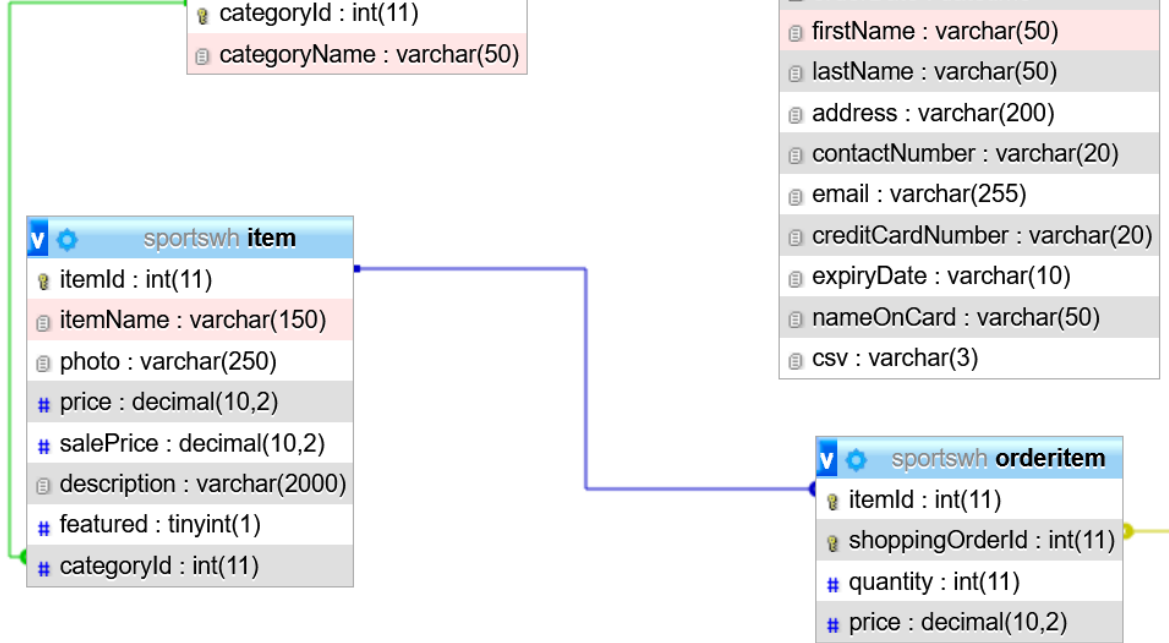 categoryId : int(11)
categoryName : varchar(50)
firstName : varchar(50)
lastName : varchar(50)
address : varchar(200)
contactNumber : varchar(20)
email : varchar(255)
creditCardNumber : varchar(20)
expiryDate : varchar(10)
nameOnCard : varchar(50)
csv : varchar(3)
v sportswh item
itemId : int(11)
itemName : varchar(150)
photo : varchar(250)
# price : decimal(10,2)
# salePrice : decimal(10,2)
description : varchar(2000)
# featured : tinyint(1)
# categoryId : int(11)
v sportswh orderitem
itemId : int(11)
shoppingOrderId : int(11)
# quantity : int(11)
# price : decimal(10,2)